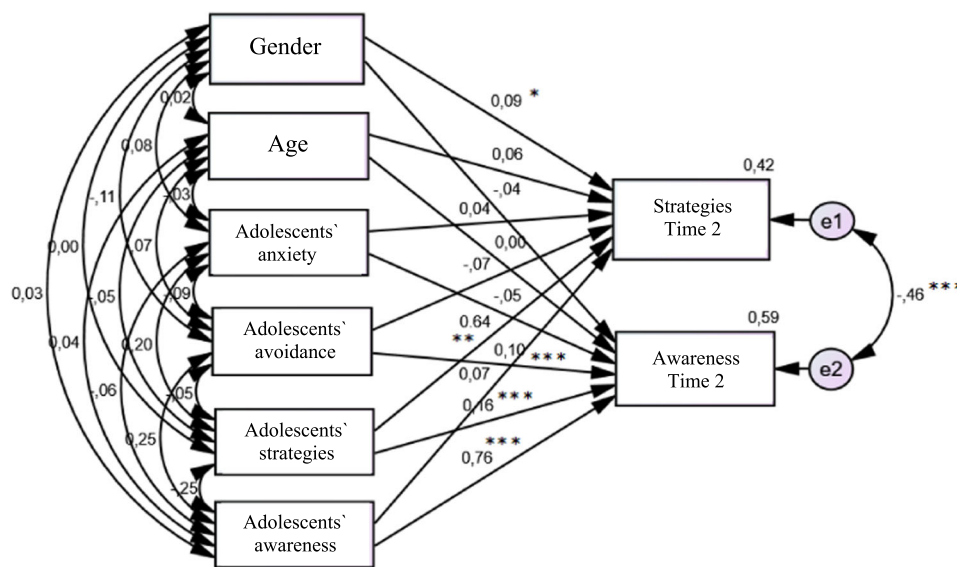 Gender
0,02
0,09 *
Age
0,08
0,06
0,42
-,04
-,11
-,03
0,04
Strategies
Time 2
e1
Adolescents`
anxiety
0,00
,07
0,00
-,07
0,03
-,05
-,09
-,05
-,46 ***
Adolescents`
avoidance
0.64
**
0,59
0,04
0,20
0,10
***
Awareness
Time 2
e2
0,07
-,06
-,05
0,16
***
Adolescents`
strategies
0,25
***
0,76
-,25
Adolescents`
awareness